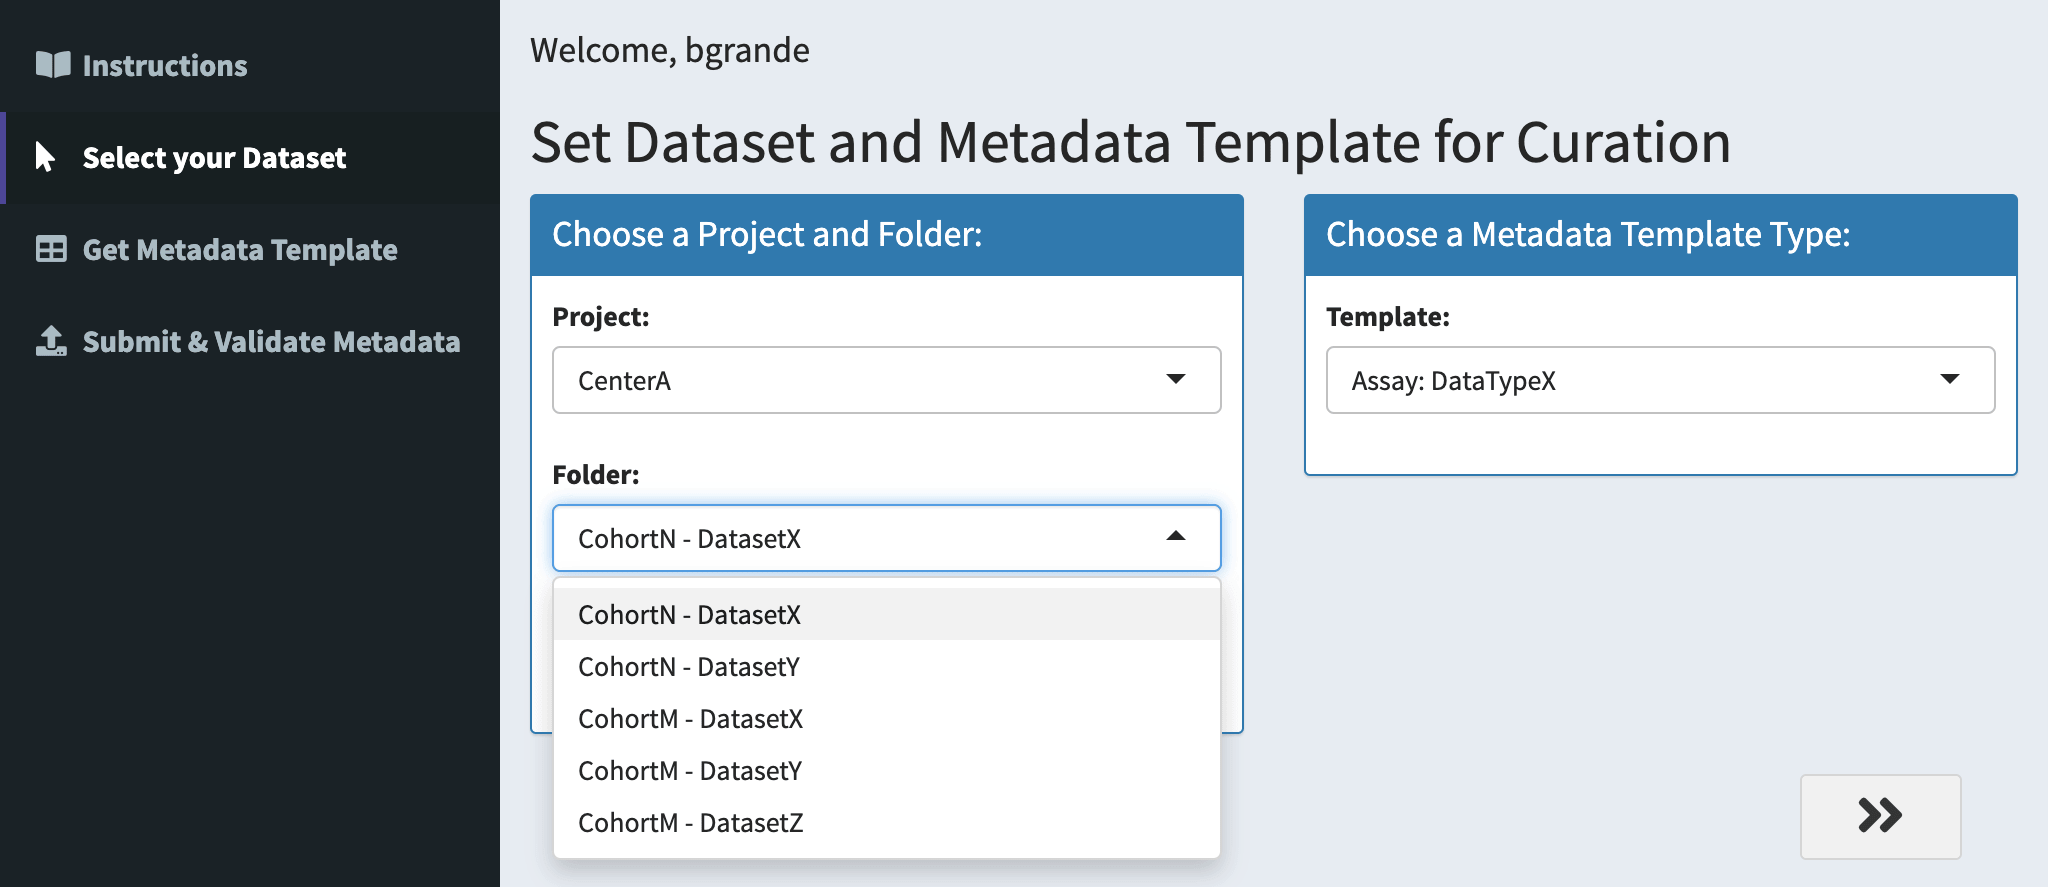 Instructions
Select your Dataset
Get Metadata Template
Submit & Validate Metadata
Welcome, bgrande
Set Dataset and Metadata Template for Curation
Choose a Project and Folder:
Project:
CenterA
Folder:
CohortN - DatasetX
CohortN - DatasetX
CohortN - DatasetY
CohortM - DatasetX
CohortM - DatasetY
CohortM - DatasetZ
Choose a Metadata Template Type:
Template:
Assay: DataTypeX